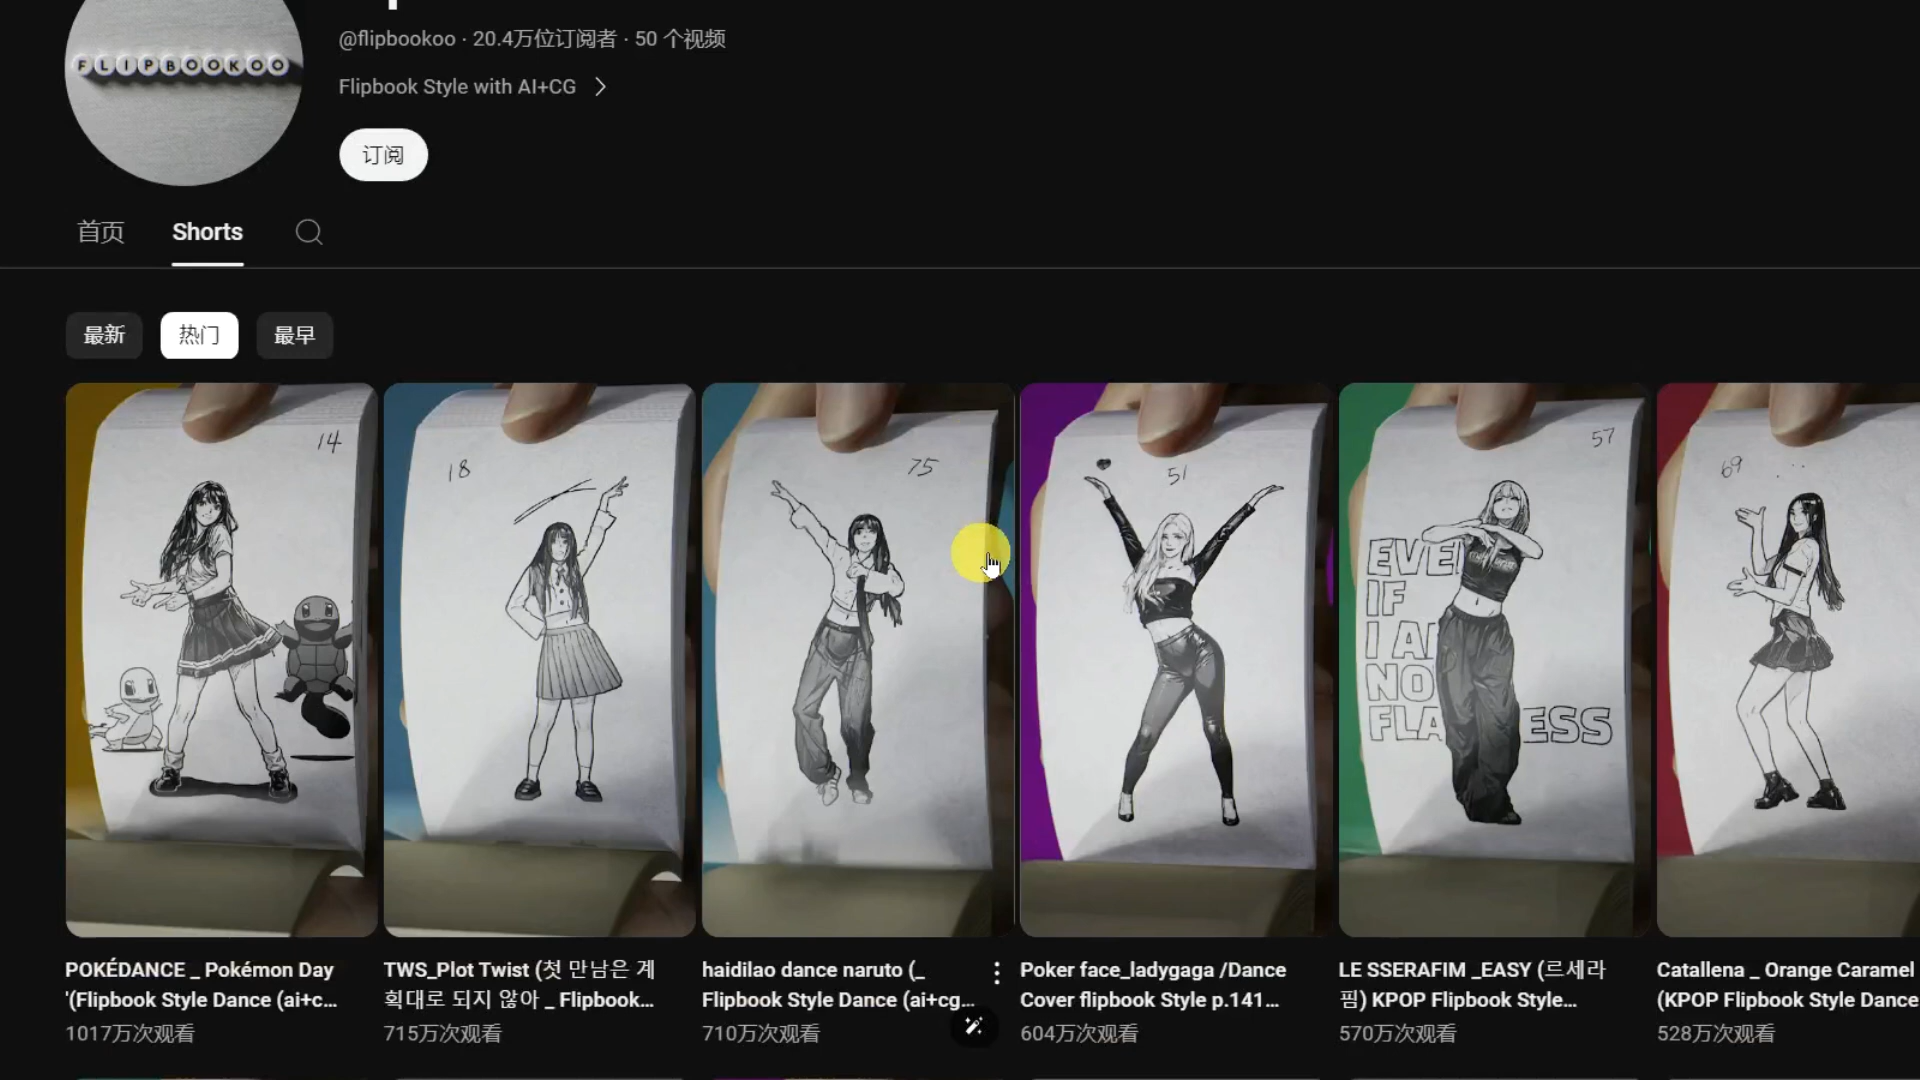 FLIPBOOKOO
@flipbookoo · 20.4万位订阅者 · 50 个视频
Flipbook Style with AI+CG
订阅
首页 Shorts
最新 热门 最早
14
18
75
51
57
69
EVE
IF
I A
NO
FLA ESS
POKÉDANCE _ Pokémon Day
'(Flipbook Style Dance (ai+c...
1017万次观看
TWS_Plot Twist (첫 만남은 계
획대로 되지 않아 _ Flipbook...
715万次观看
haidilao dance naruto (_
Flipbook Style Dance (ai+cg...
710万次观看
Poker face_ladygaga /Dance
Cover flipbook Style p.141...
604万次观看
LE SSERAFIM _EASY (르세라
핌) KPOP Flipbook Style...
570万次观看
Catallena _ Orange Caramel
(KPOP Flipbook Style Dance
528万次观看